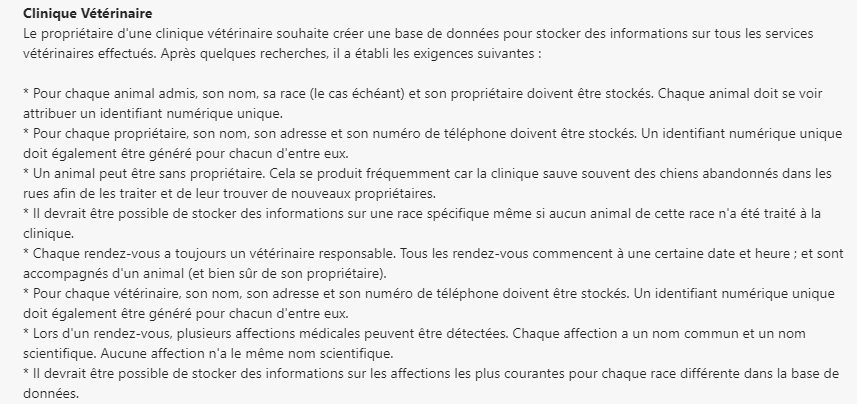 Clinique Vétérinaire
Le propriétaire d'une clinique vétérinaire souhaite créer une base de données pour stocker des informations sur tous les services
vétérinaires effectués. Après quelques recherches, il a établi les exigences suivantes :
* Pour chaque animal admis, son nom, sa race (le cas échéant) et son propriétaire doivent être stockés. Chaque animal doit se voir
attribuer un identifiant numérique unique.
* Pour chaque propriétaire, son nom, son adresse et son numéro de téléphone doivent être stockés. Un identifiant numérique unique
doit également être généré pour chacun d'entre eux.
* Un animal peut être sans propriétaire. Cela se produit fréquemment car la clinique sauve souvent des chiens abandonnés dans les
rues afin de les traiter et de leur trouver de nouveaux propriétaires.
* Il devrait être possible de stocker des informations sur une race spécifique même si aucun animal de cette race n'a été traité à la
clinique.
* Chaque rendez-vous a toujours un vétérinaire responsable. Tous les rendez-vous commencent à une certaine date et heure ; et sont
accompagnés d'un animal (et bien sûr de son propriétaire).
* Pour chaque vétérinaire, son nom, son adresse et son numéro de téléphone doivent être stockés. Un identifiant numérique unique
doit également être généré pour chacun d'entre eux.
* Lors d'un rendez-vous, plusieurs affections médicales peuvent être détectées. Chaque affection a un nom commun et un nom
scientifique. Aucune affection n'a le même nom scientifique.
* Il devrait être possible de stocker des informations sur les affections les plus courantes pour chaque race différente dans la base de
données.